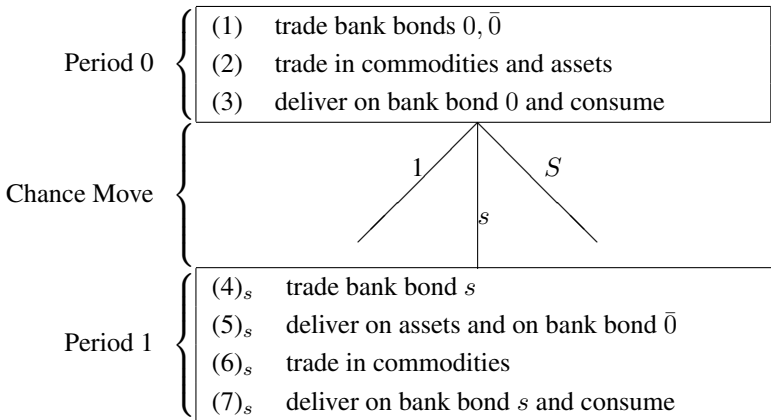 (1) trade bank bonds 0, 0̄
Period 0
(2) trade in commodities and assets
(3) deliver on bank bond 0 and consume
Chance Move
1
s
S
(4)ₛ trade bank bond s
(5)ₛ deliver on assets and on bank bond 0̄
Period 1
(6)ₛ trade in commodities
(7)ₛ deliver on bank bond s and consume